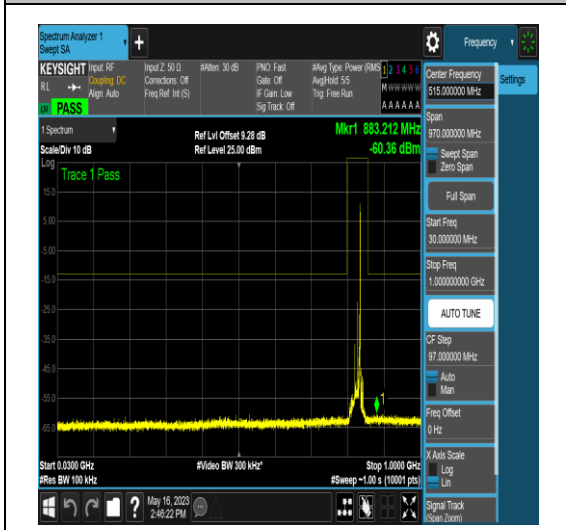 Spectrum Analyzer 1
Swept SA
+
Frequency
KEYSIGHT
Input: RF
Coupling: DC
Align: Auto
Input Z: 50 Ω
Corrections: Off
Freq Ref: Int (S)
#Atten: 30 dB
PNO: Fast
Gate: Off
IF Gain: Low
Sig Track: Off
#Avg Type: Power (RMS
Avg|Hold: 5/5
Trig: Free Run
1 2 3 4 5 6
M W W W W W
A A A A A A
R L
PASS
Center Frequency
515.000000 MHz
Settings
1 Spectrum
Scale/Div 10 dB
Ref Lvl Offset 9.28 dB
Ref Level 25.00 dBm
Mkr1 883.212 MHz
-60.36 dBm
Span
970.000000 MHz
Swept Span
Zero Span
Full Span
Start Freq
30.000000 MHz
Stop Freq
1.000000000 GHz
AUTO TUNE
CF Step
97.000000 MHz
Auto
Man
Freq Offset
0 Hz
X Axis Scale
Log
Lin
Signal Track
(Span Zoom)
Log
Trace 1 Pass
15.0
5.00
-5.00
-15.0
-25.0
-35.0
-45.0
-55.0
-65.0
1
Start 0.0300 GHz
#Res BW 100 kHz
#Video BW 300 kHz*
Stop 1.0000 GHz
#Sweep ~1.00 s (10001 pts)
?
May 16, 2023
2:46:22 PM